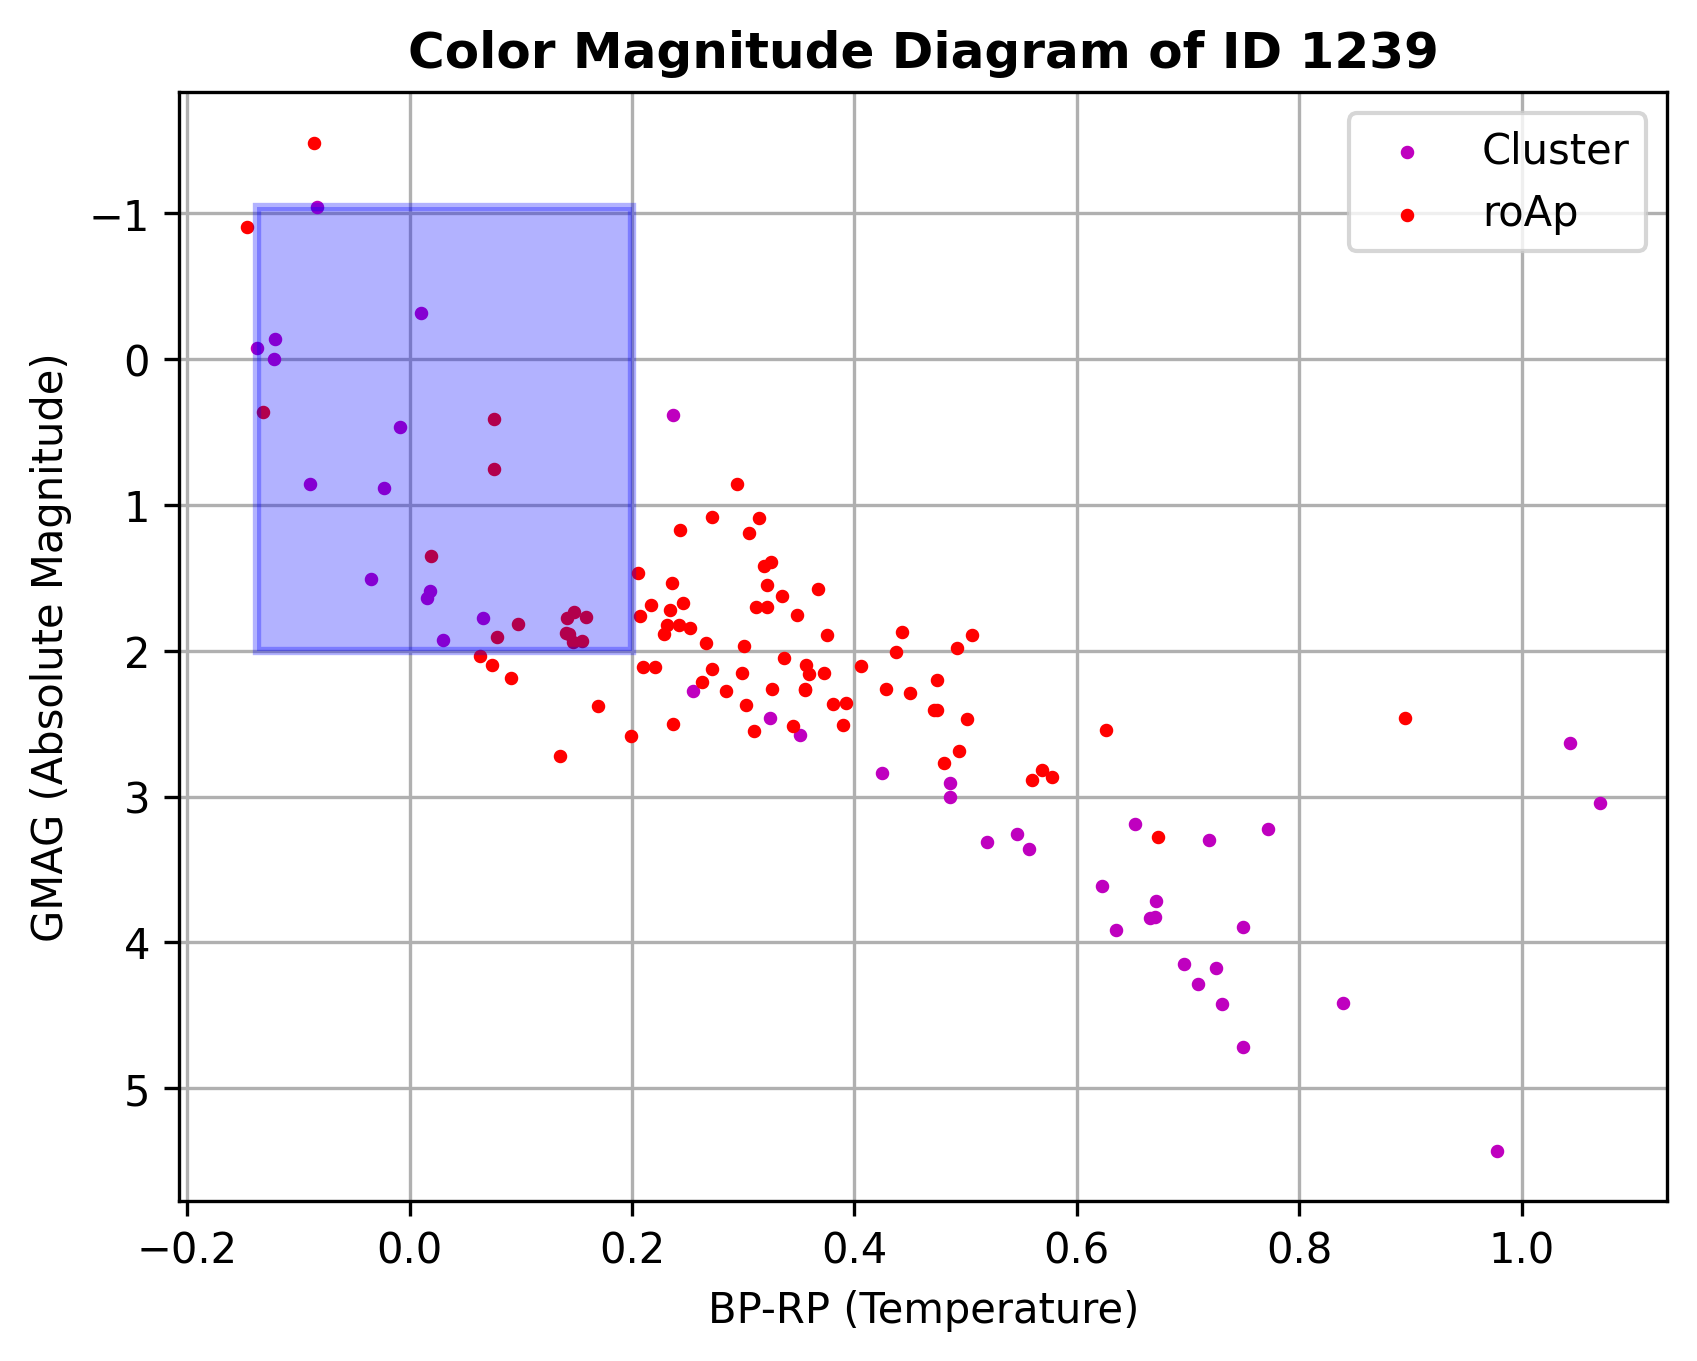 Color Magnitude Diagram of ID 1239
Cluster
roAp
GMAG (Absolute Magnitude)
−1
0
1
2
3
4
5
−0.2 0.0 0.2 0.4 0.6 0.8 1.0
BP-RP (Temperature)